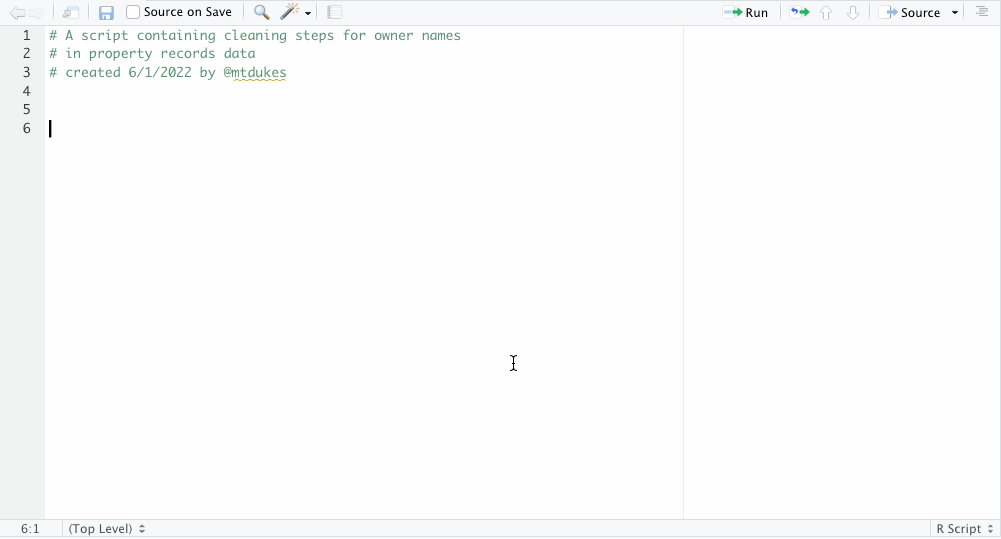 Source on Save
Run
Source
1 # A script containing cleaning steps for owner names
2 # in property records data
3 # created 6/1/2022 by @mtdukes
4
5
6
6:1
(Top Level)
R Script